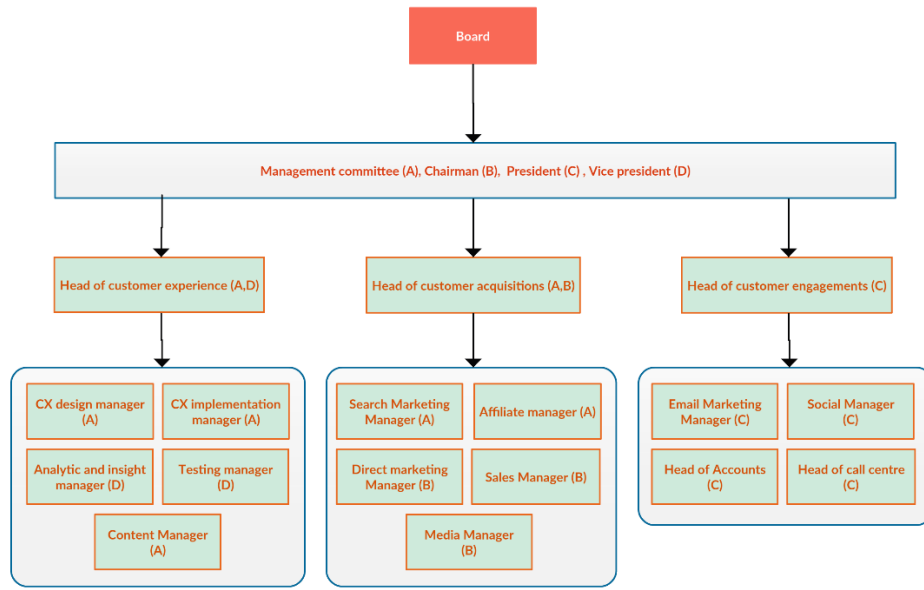 Board
Management committee (A), Chairman (B),  President (C) , Vice president (D)
Head of customer experience (A,D)
Head of customer acquisitions (A,B)
Head of customer engagements (C)
CX design manager
(A)
CX implementation
manager (A)
Analytic and insight
manager (D)
Testing manager
(D)
Content Manager
(A)
Search Marketing
Manager (A)
Affiliate manager (A)
Direct marketing
Manager (B)
Sales Manager (B)
Media Manager
(B)
Email Marketing
Manager (C)
Social Manager
(C)
Head of Accounts
(C)
Head of call centre
(C)